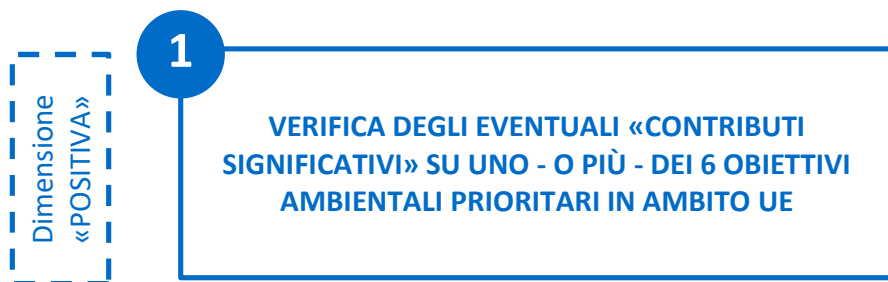 Dimensione
«POSITIVA»
1
VERIFICA DEGLI EVENTUALI «CONTRIBUTI
SIGNIFICATIVI» SU UNO - O PIÙ - DEI 6 OBIETTIVI
AMBIENTALI PRIORITARI IN AMBITO UE